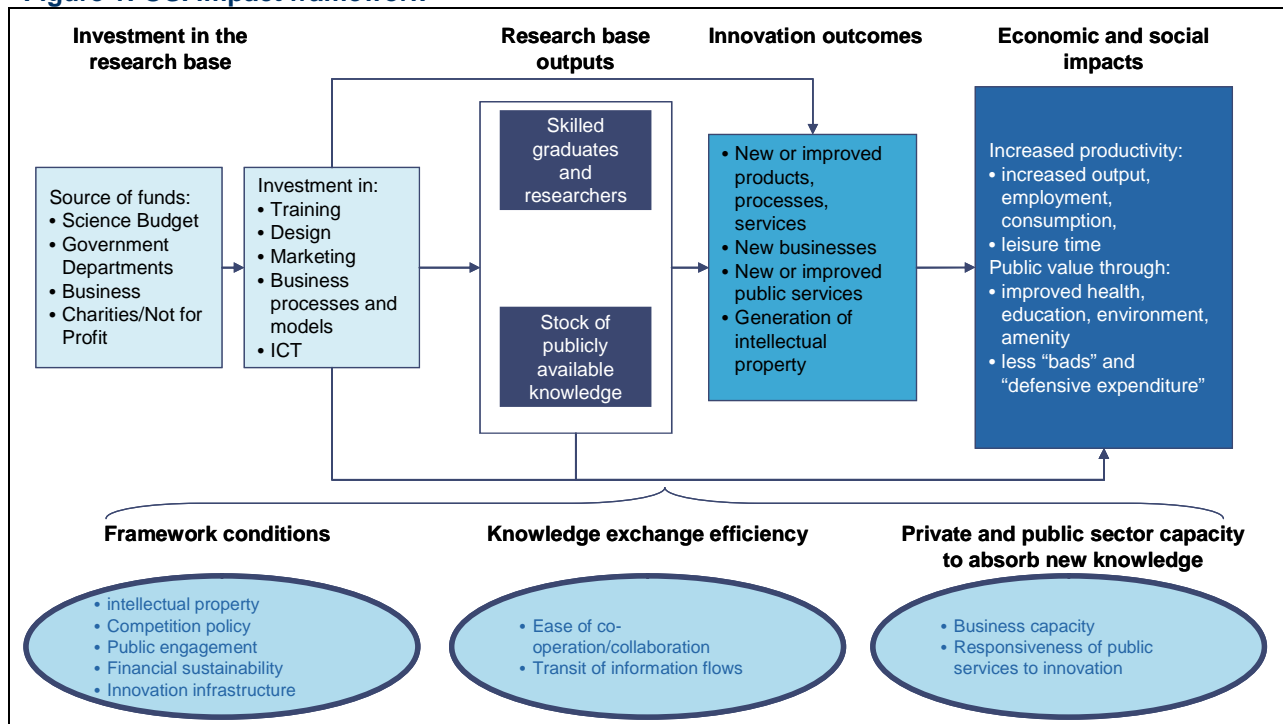 Figure 1 impact framework
Investment in the
research base
Research base
outputs
Innovation outcomes
Economic and social
impacts
Source of funds:
• Science Budget
• Government
Departments
• Business
• Charities/Not for
Profit
Investment in:
• Training
• Design
• Marketing
• Business
processes and
models
• ICT
Skilled
graduates
and
researchers
Stock of
publicly
available
knowledge
• New or improved
products,
processes,
services
• New businesses
• New or improved
public services
• Generation of
intellectual
property
Increased productivity:
• increased output,
employment,
consumption,
• leisure time
Public value through:
• improved health,
education, environment,
amenity
• less “bads” and
“defensive expenditure”
Framework conditions
• intellectual property
• Competition policy
• Public engagement
• Financial sustainability
• Innovation infrastructure
Knowledge exchange efficiency
• Ease of co-
operation/collaboration
• Transit of information flows
Private and public sector capacity
to absorb new knowledge
• Business capacity
• Responsiveness of public
services to innovation